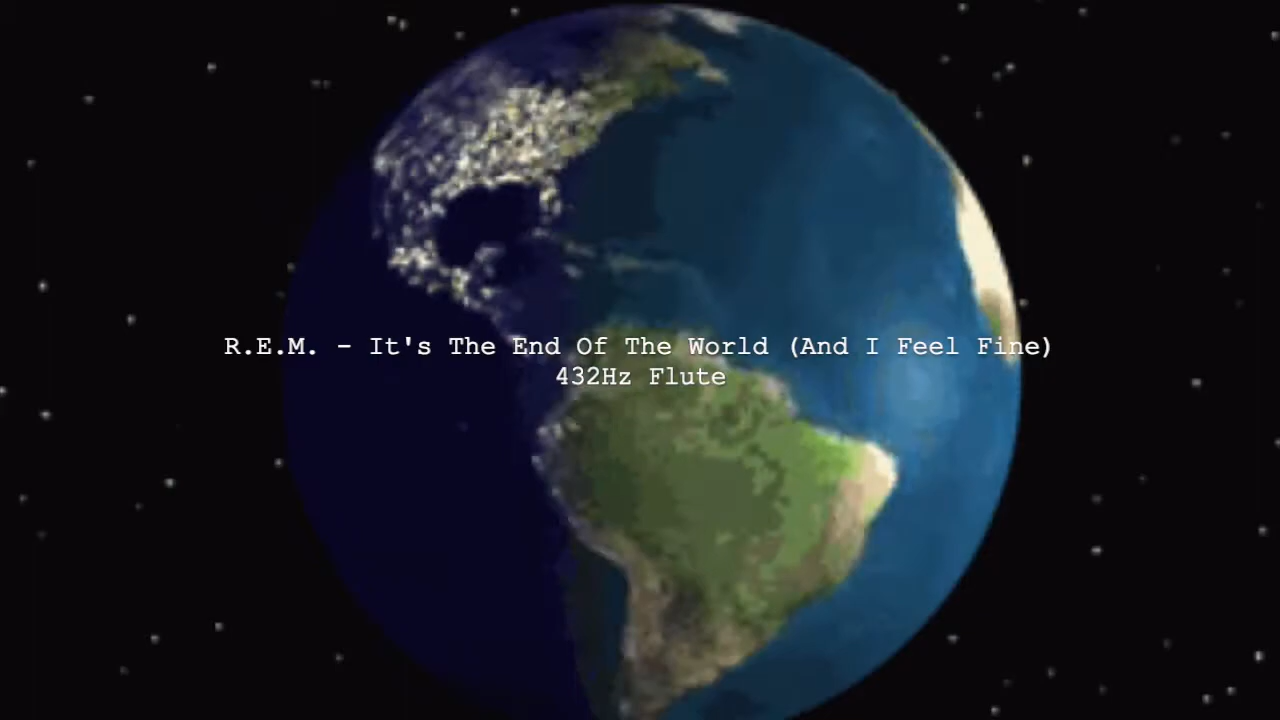 R.E.M. - It's The End Of The World (And I Feel Fine)
432Hz Flute